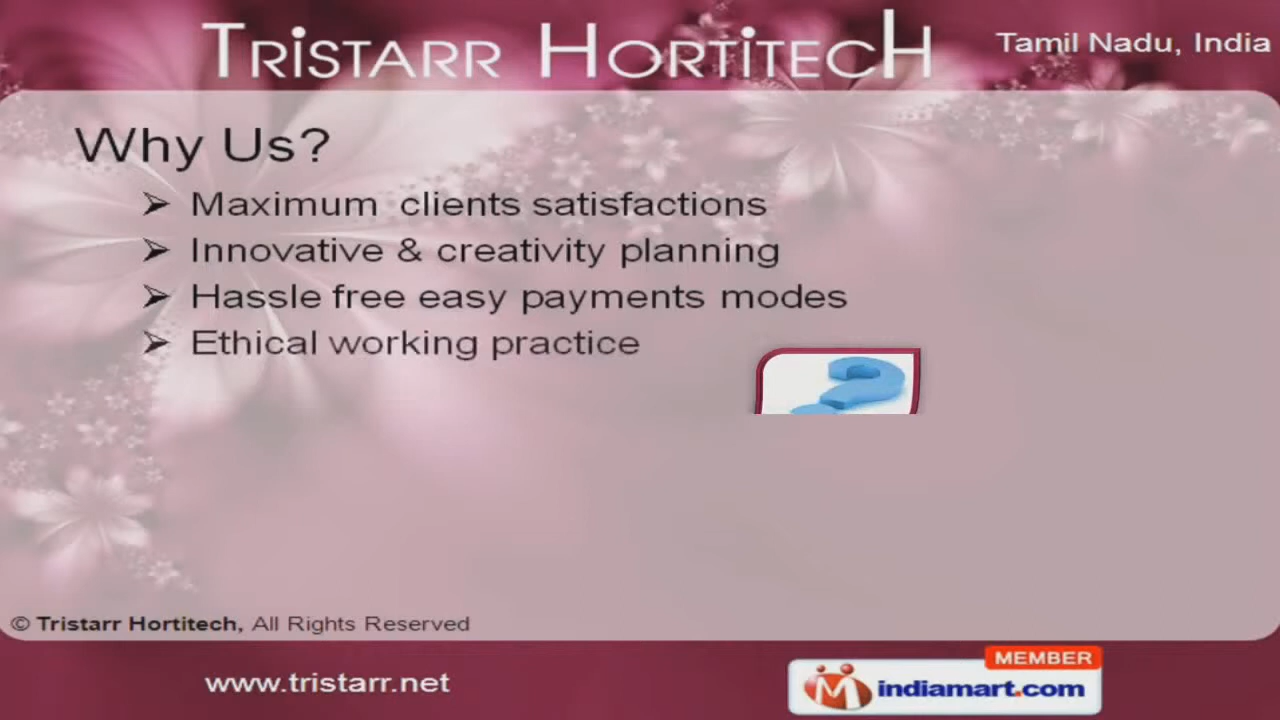 TRISTARR HORTITECH
Tamil Nadu, India
Why Us?
➢ Maximum clients satisfactions
➢ Innovative & creativity planning
➢ Hassle free easy payments modes
➢ Ethical working practice
© Tristarr Hortitech, All Rights Reserved
www.tristarr.net
MEMBER
indiamart.com